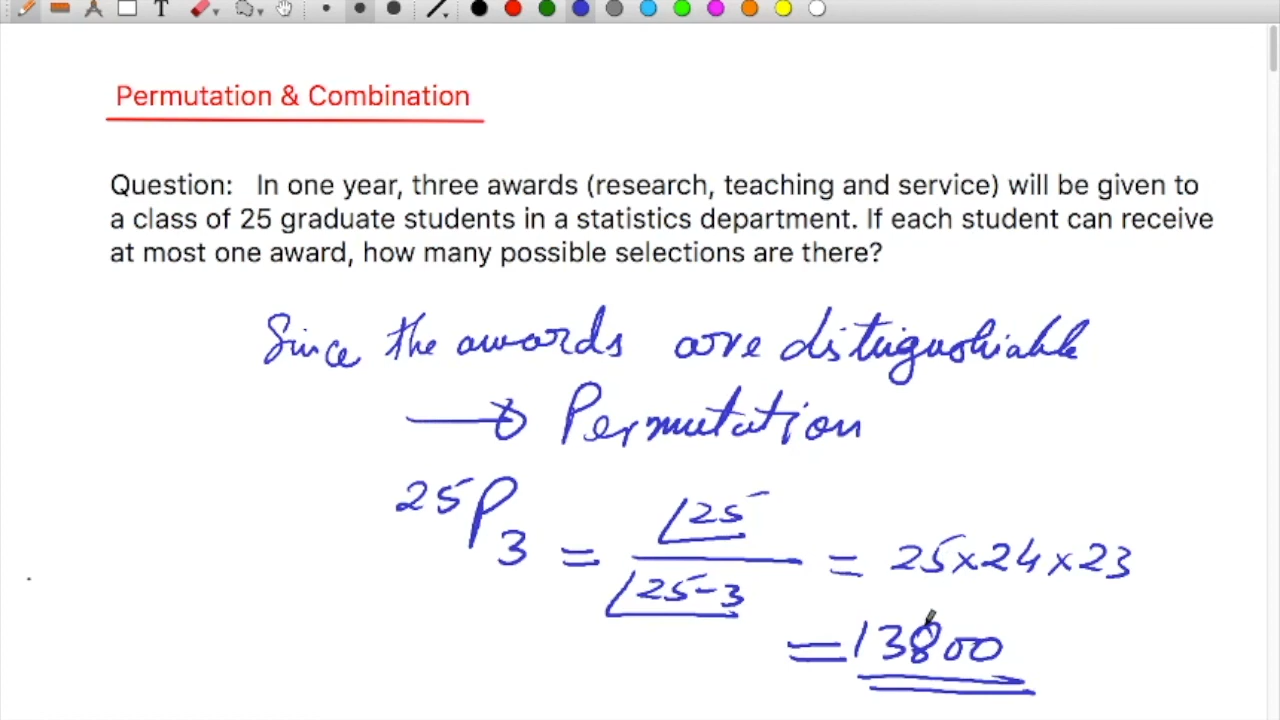 T
Permutation & Combination
Question: In one year, three awards (research, teaching and service) will be given to
a class of 25 graduate students in a statistics department. If each student can receive
at most one award, how many possible selections are there?
Since the awards are distinguishiable
→ Permutation
25P3 = ∠25 / ∠25-3 = 25×24×23
= 13800